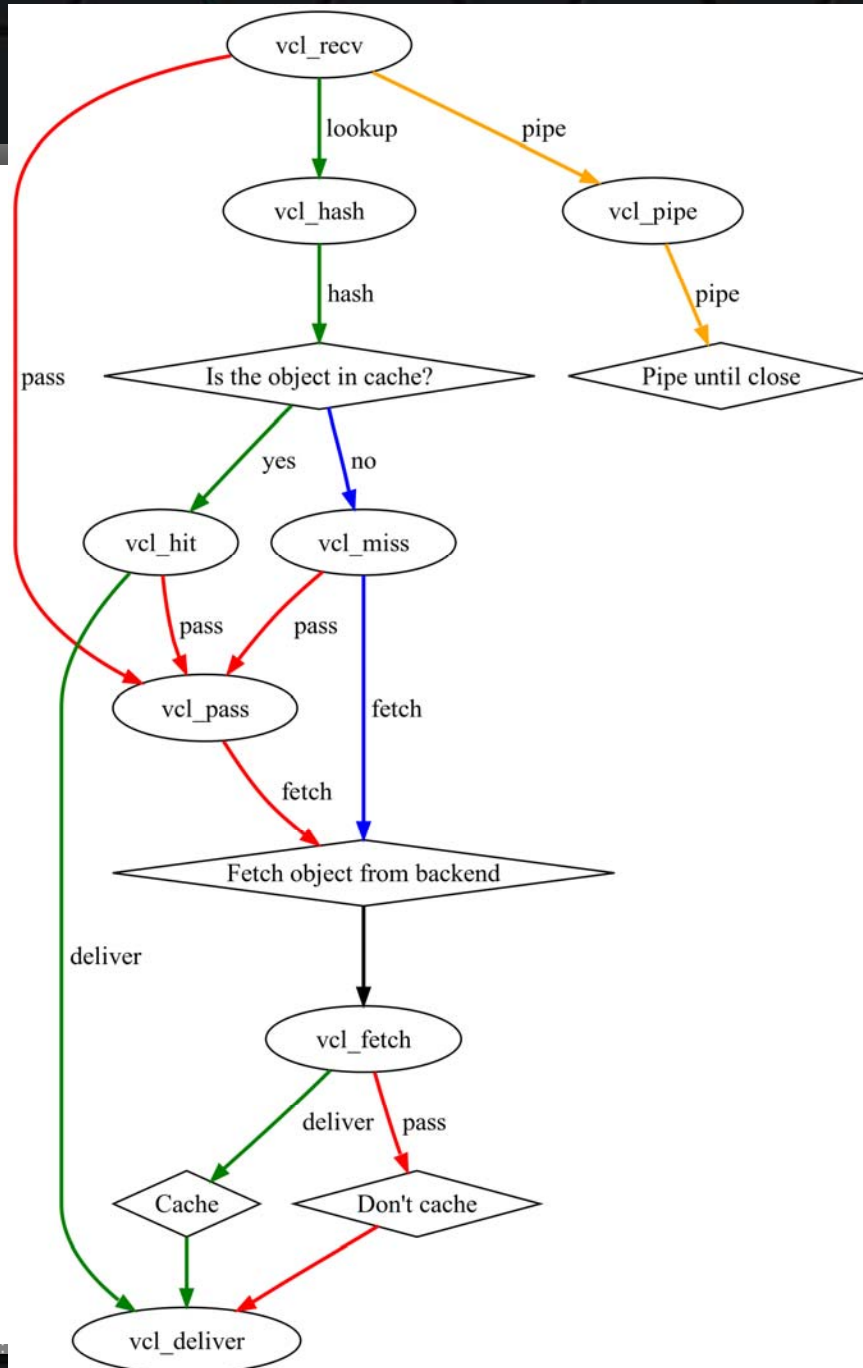 vcl_recv
lookup
pipe
vcl_hash
vcl_pipe
hash
pipe
pass
Is the object in cache?
Pipe until close
yes
no
vcl_hit
vcl_miss
pass
pass
vcl_pass
fetch
fetch
Fetch object from backend
deliver
vcl_fetch
deliver
pass
Cache
Don't cache
vcl_deliver